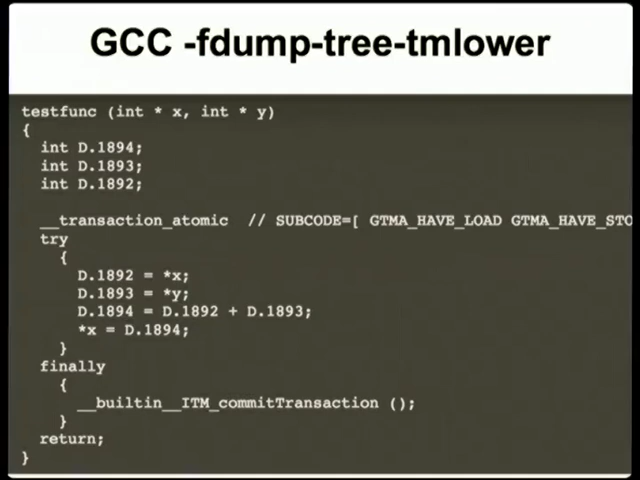 GCC -fdump-tree-tmlower
testfunc (int * x, int * y)
{
int D.1894;
int D.1893;
int D.1892;
__transaction_atomic // SUBCODE=[ GTMA_HAVE_LOAD GTMA_HAVE_STO
try
{
D.1892 = *x;
D.1893 = *y;
D.1894 = D.1892 + D.1893;
*x = D.1894;
}
finally
{
__builtin__ITM_commitTransaction ();
}
return;
}